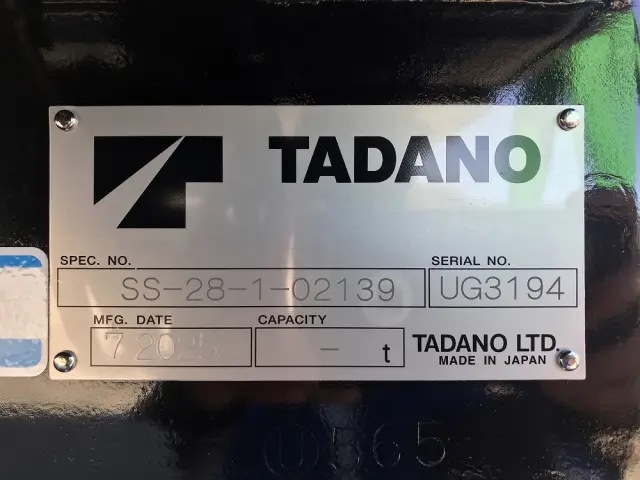 TADANO
SPEC. NO.
SS-28-1-02139
SERIAL NO.
UG3194
MFG. DATE
7 2025
CAPACITY
- t
TADANO LTD.
MADE IN JAPAN
U565